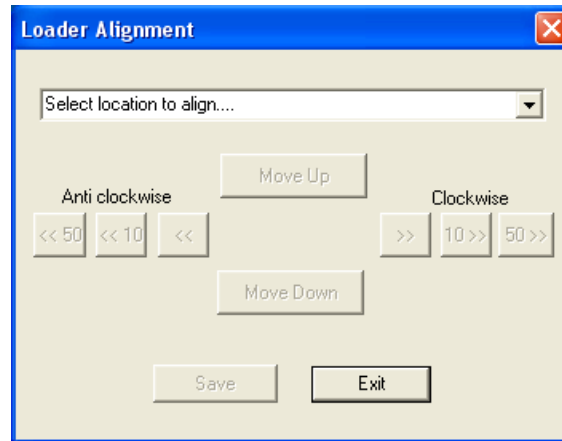 Loader Alignment
Select location to align....
Move Up
Anti clockwise
Clockwise
<< 50 << 10 << >> 10 >> 50 >>
Move Down
Save Exit